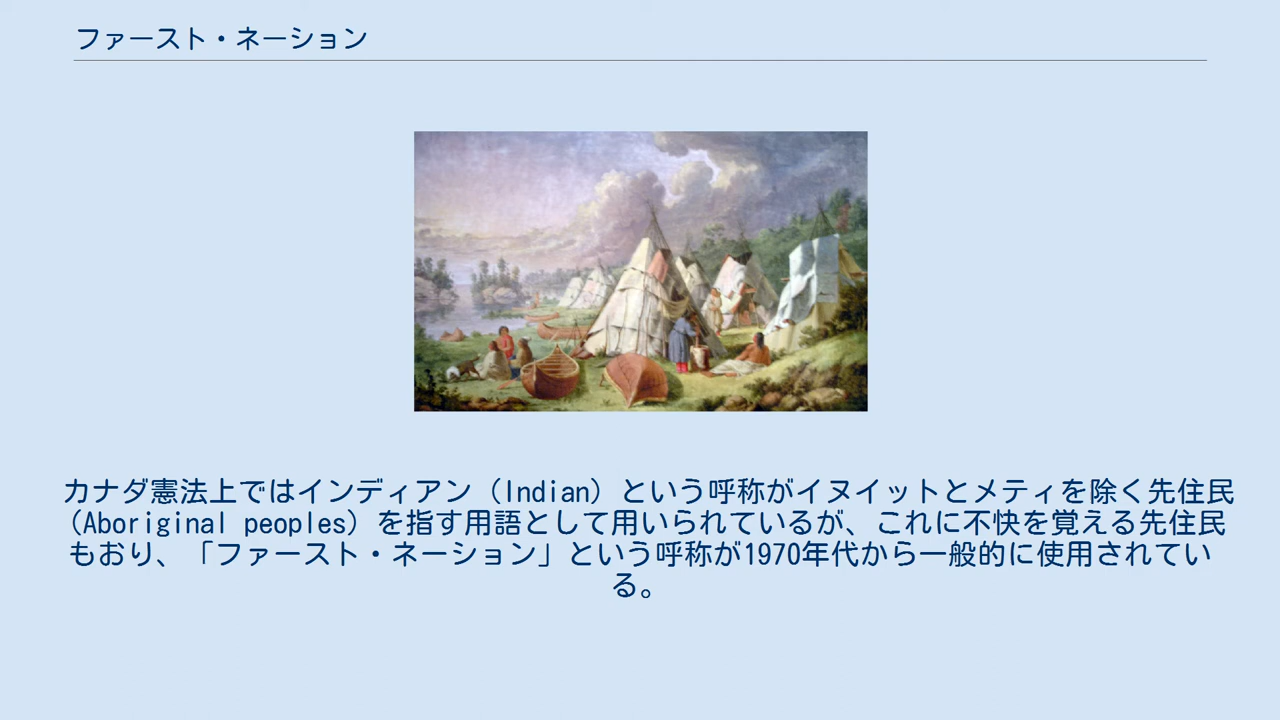 ファースト・ネーション
カナダ憲法上ではインディアン（Indian）という呼称がイヌイットとメティを除く先住民
（Aboriginal peoples）を指す用語として用いられているが、これに不快を覚える先住民
もおり、「ファースト・ネーション」という呼称が1970年代から一般的に使用されてい
る。